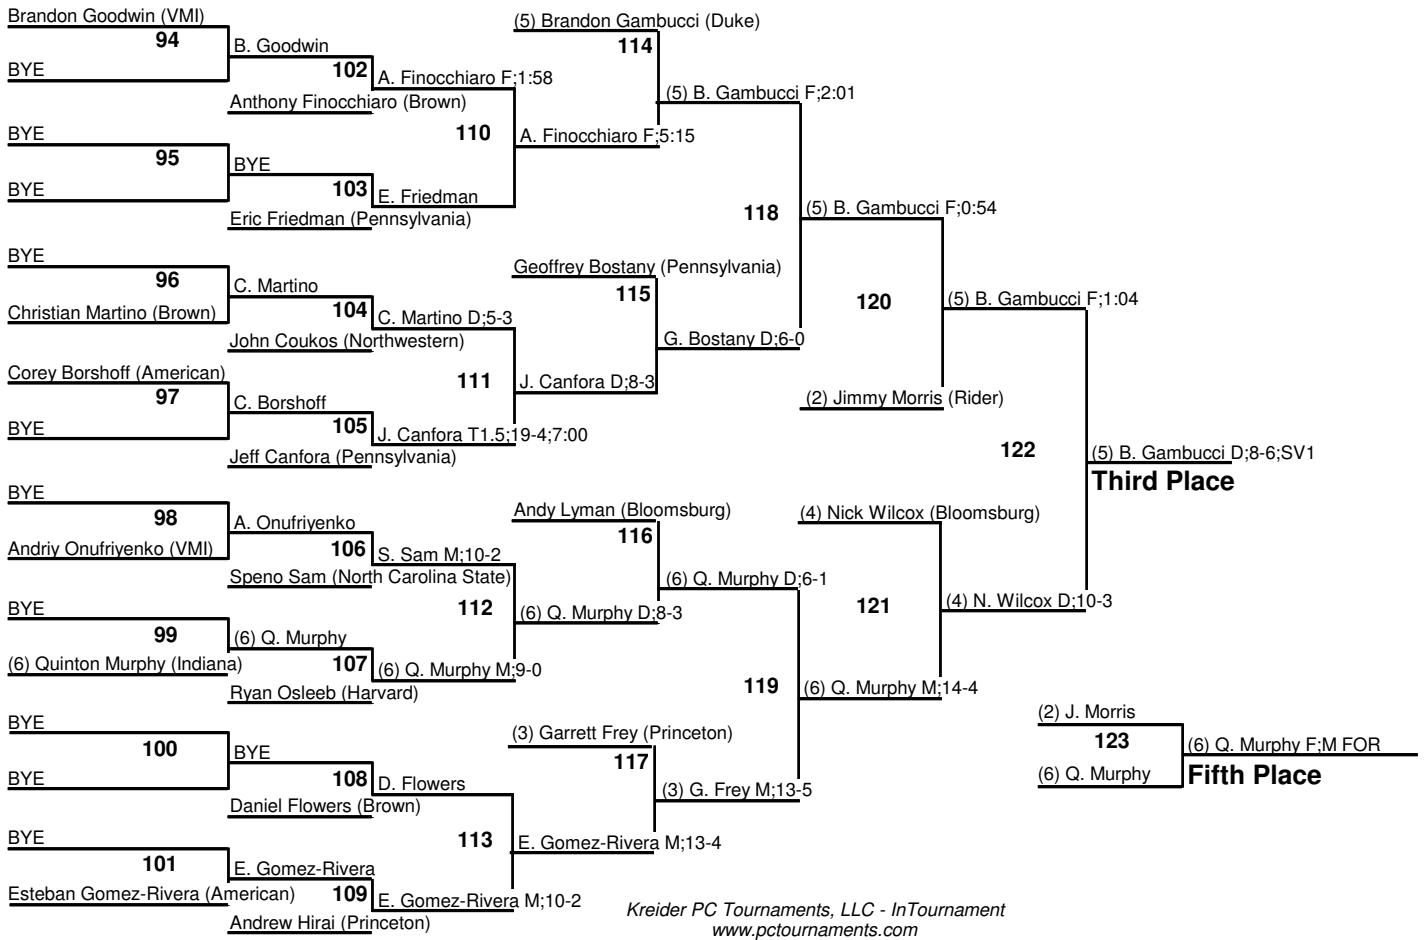 Brandon Goodwin (VMI)
94
BYE
B. Goodwin
102
Anthony Finocchiaro (Brown)
A. Finocchiaro F;1:58
BYE
95
BYE
BYE
103
Eric Friedman (Pennsylvania)
E. Friedman
110
A. Finocchiaro F;5:15
(5) Brandon Gambucci (Duke)
114
(5) B. Gambucci F;2:01
BYE
96
Christian Martino (Brown)
C. Martino
104
John Coukos (Northwestern)
C. Martino D;5-3
Corey Borshoff (American)
97
BYE
C. Borshoff
105
Jeff Canfora (Pennsylvania)
J. Canfora T1.5;19-4;7:00
111
J. Canfora D;8-3
Geoffrey Bostany (Pennsylvania)
115
G. Bostany D;6-0
118
(5) B. Gambucci F;0:54
120
(2) Jimmy Morris (Rider)
(5) B. Gambucci F;1:04
BYE
98
Andriy Onufriyenko (VMI)
A. Onufriyenko
106
Speno Sam (North Carolina State)
S. Sam M;10-2
BYE
99
(6) Quinton Murphy (Indiana)
(6) Q. Murphy
107
Ryan Osleeb (Harvard)
(6) Q. Murphy M;9-0
112
(6) Q. Murphy D;8-3
Andy Lyman (Bloomsburg)
116
(6) Q. Murphy D;6-1
BYE
100
BYE
BYE
108
Daniel Flowers (Brown)
D. Flowers
BYE
101
Esteban Gomez-Rivera (American)
E. Gomez-Rivera
109
Andrew Hirai (Princeton)
E. Gomez-Rivera M;10-2
113
E. Gomez-Rivera M;13-4
(3) Garrett Frey (Princeton)
117
(3) G. Frey M;13-5
119
(6) Q. Murphy M;14-4
(4) Nick Wilcox (Bloomsburg)
121
(4) N. Wilcox D;10-3
122
(5) B. Gambucci D;8-6;SV1
Third Place
(2) J. Morris
123
(6) Q. Murphy
(6) Q. Murphy F;M FOR
Fifth Place
Kreider PC Tournaments, LLC - InTournament
www.pctournaments.com